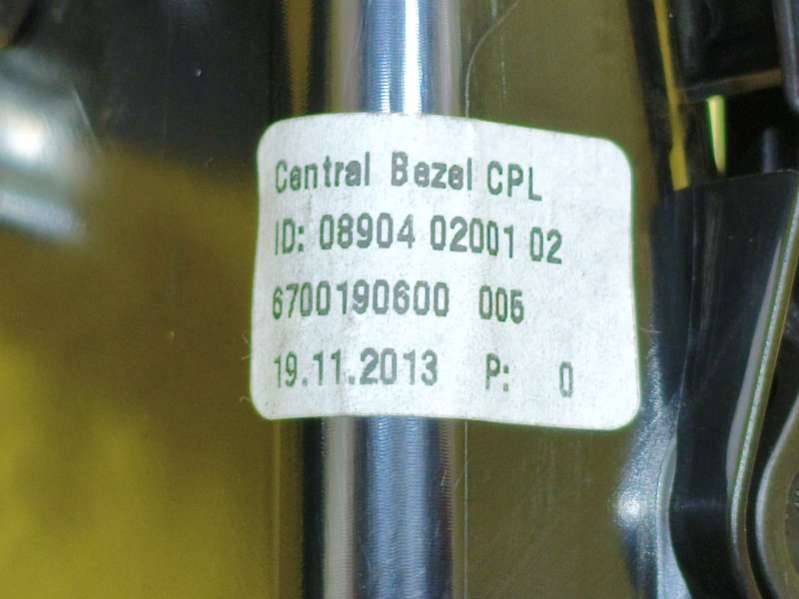 Central Bezel CPL
ID: 08904 02001 02
6700190600 005
19.11.2013 P: 0